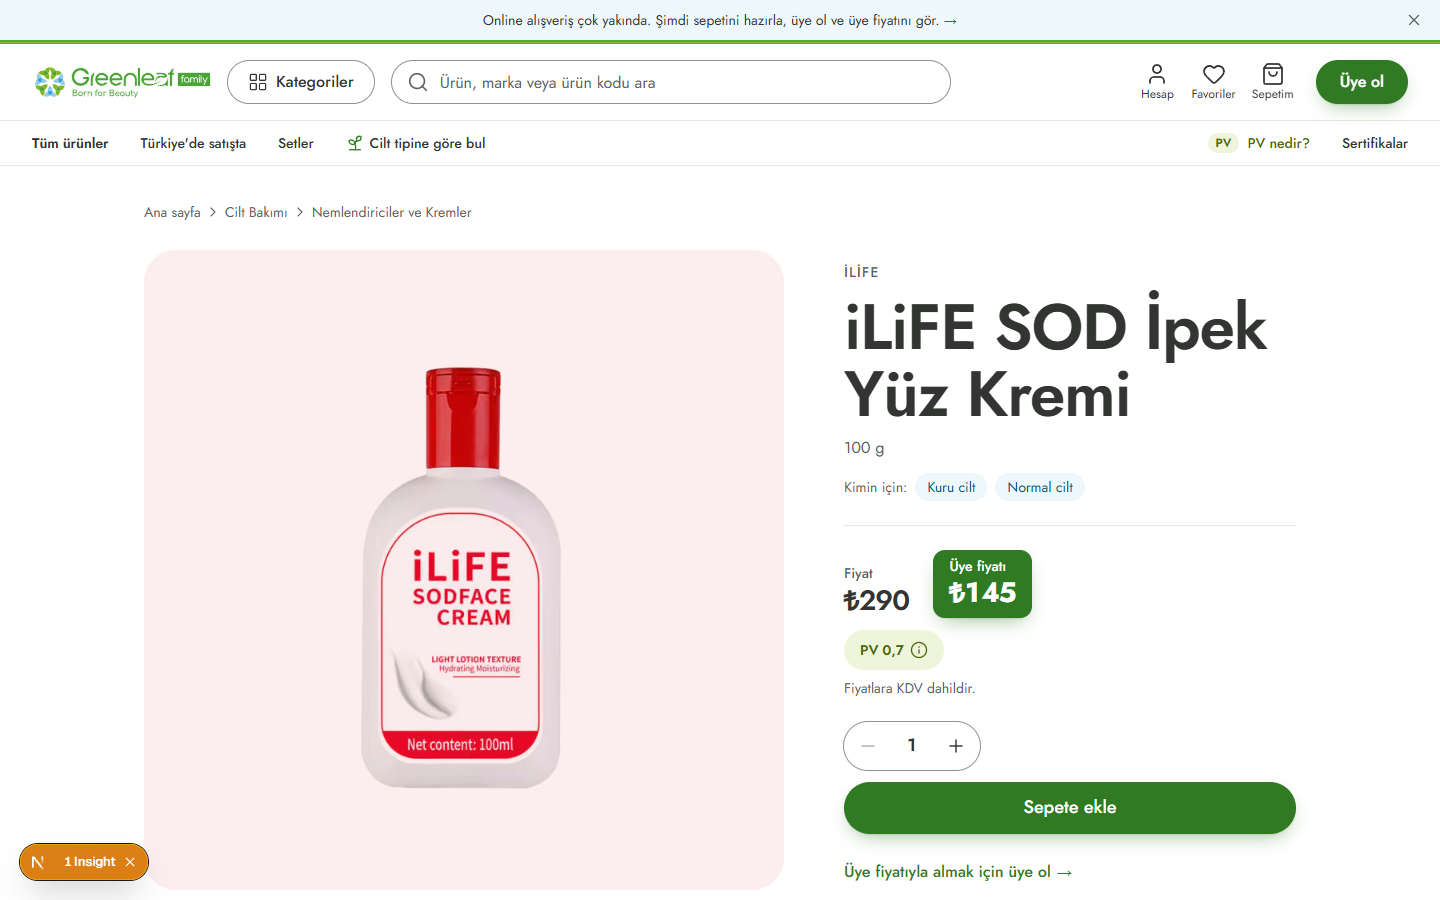 Online alışveriş çok yakında. Şimdi sepetini hazırla, üye ol ve üye fiyatını gör. →
Greenleaf family
Born for Beauty
Kategoriler
Ürün, marka veya ürün kodu ara
Hesap
Favoriler
Sepetim
Üye ol
Tüm ürünler
Türkiye'de satışta
Setler
Cilt tipine göre bul
PV
PV nedir?
Sertifikalar
Ana sayfa > Cilt Bakımı > Nemlendiriciler ve Kremler
iLiFE
SODFACE
CREAM
LIGHT LOTION TEXTURE
Hydrating Moisturizing
Net content: 100ml
İLİFE
iLiFE SOD İpek
Yüz Kremi
100 g
Kimin için:
Kuru cilt
Normal cilt
Fiyat
₺290
Üye fiyatı
₺145
PV 0,7
Fiyatlara KDV dahildir.
1
Sepete ekle
Üye fiyatıyla almak için üye ol →
N
1 Insight